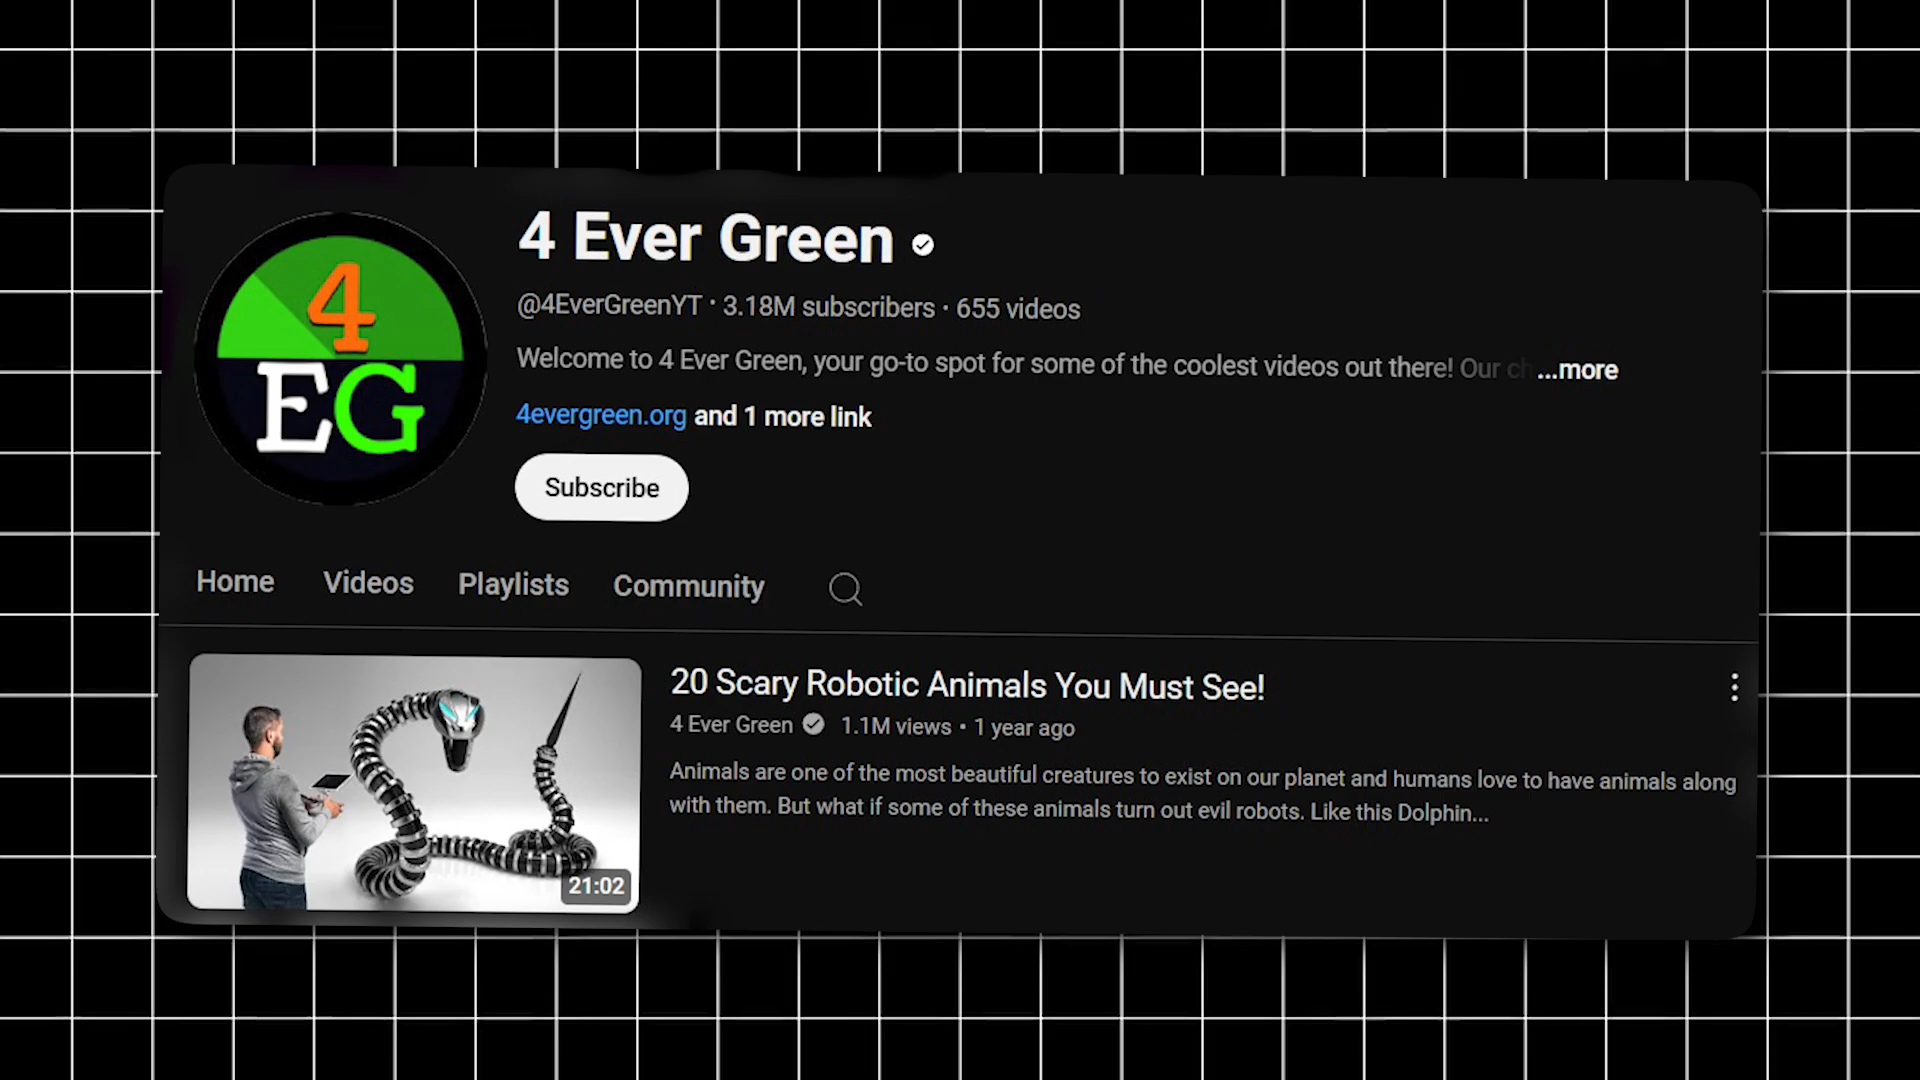 4
EG
4 Ever Green
@4EverGreenYT · 3.18M subscribers · 655 videos
Welcome to 4 Ever Green, your go-to spot for some of the coolest videos out there! Our ch ...more
4evergreen.org and 1 more link
Subscribe
Home Videos Playlists Community
20 Scary Robotic Animals You Must See!
4 Ever Green 1.1M views • 1 year ago
Animals are one of the most beautiful creatures to exist on our planet and humans love to have animals along
with them. But what if some of these animals turn out evil robots. Like this Dolphin...
21:02